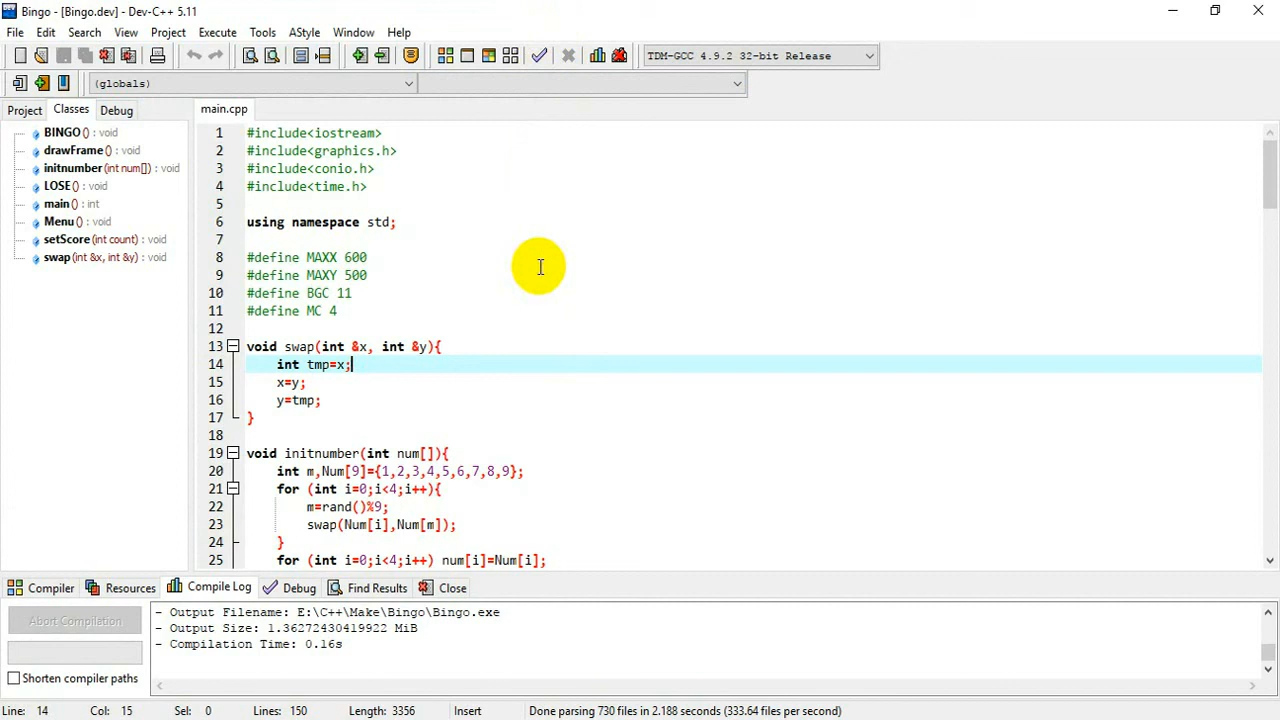 Bingo - [Bingo.dev] - Dev-C++ 5.11
File Edit Search View Project Execute Tools AStyle Window Help
TDM-GCC 4.9.2 32-bit Release
(globals)
Project Classes Debug
BINGO () : void
drawFrame () : void
initnumber (int num[]) : void
LOSE () : void
main () : int
Menu () : void
setScore (int count) : void
swap (int &x, int &y) : void
main.cpp
1 #include<iostream>
2 #include<graphics.h>
3 #include<conio.h>
4 #include<time.h>
5
6 using namespace std;
7
8 #define MAXX 600
9 #define MAXY 500
10 #define BGC 11
11 #define MC 4
12
13 void swap(int &x, int &y){
14 int tmp=x;
15 x=y;
16 y=tmp;
17 }
18
19 void initnumber(int num[]){
20 int m,Num[9]={1,2,3,4,5,6,7,8,9};
21 for (int i=0;i<4;i++){
22 m=rand()%9;
23 swap(Num[i],Num[m]);
24 }
25 for (int i=0;i<4;i++) num[i]=Num[i];
Compiler Resources Compile Log Debug Find Results Close
Abort Compilation
Shorten compiler paths
- Output Filename: E:\C++\Make\Bingo\Bingo.exe
- Output Size: 1.36272430419922 MiB
- Compilation Time: 0.16s
Line: 14 Col: 15 Sel: 0 Lines: 150 Length: 3356 Insert Done parsing 730 files in 2.188 seconds (333.64 files per second)